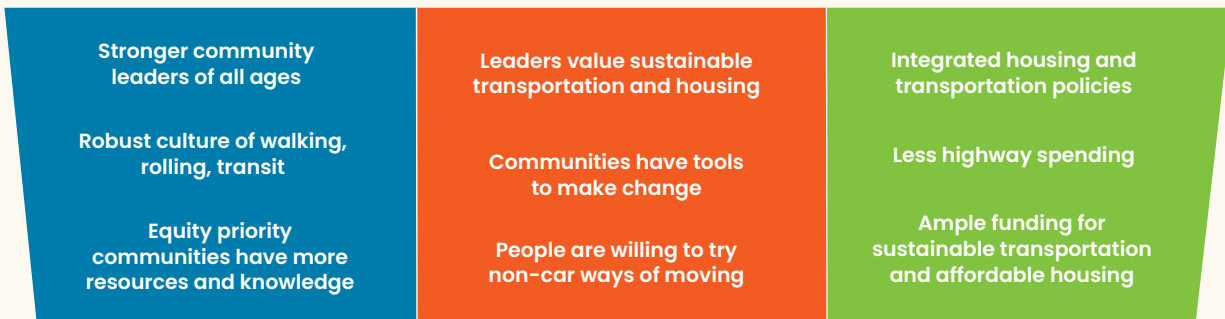 Stronger community
leaders of all ages
Robust culture of walking,
rolling, transit
Equity priority
communities have more
resources and knowledge
Leaders value sustainable
transportation and housing
Communities have tools
to make change
People are willing to try
non-car ways of moving
Integrated housing and
transportation policies
Less highway spending
Ample funding for
sustainable transportation
and affordable housing